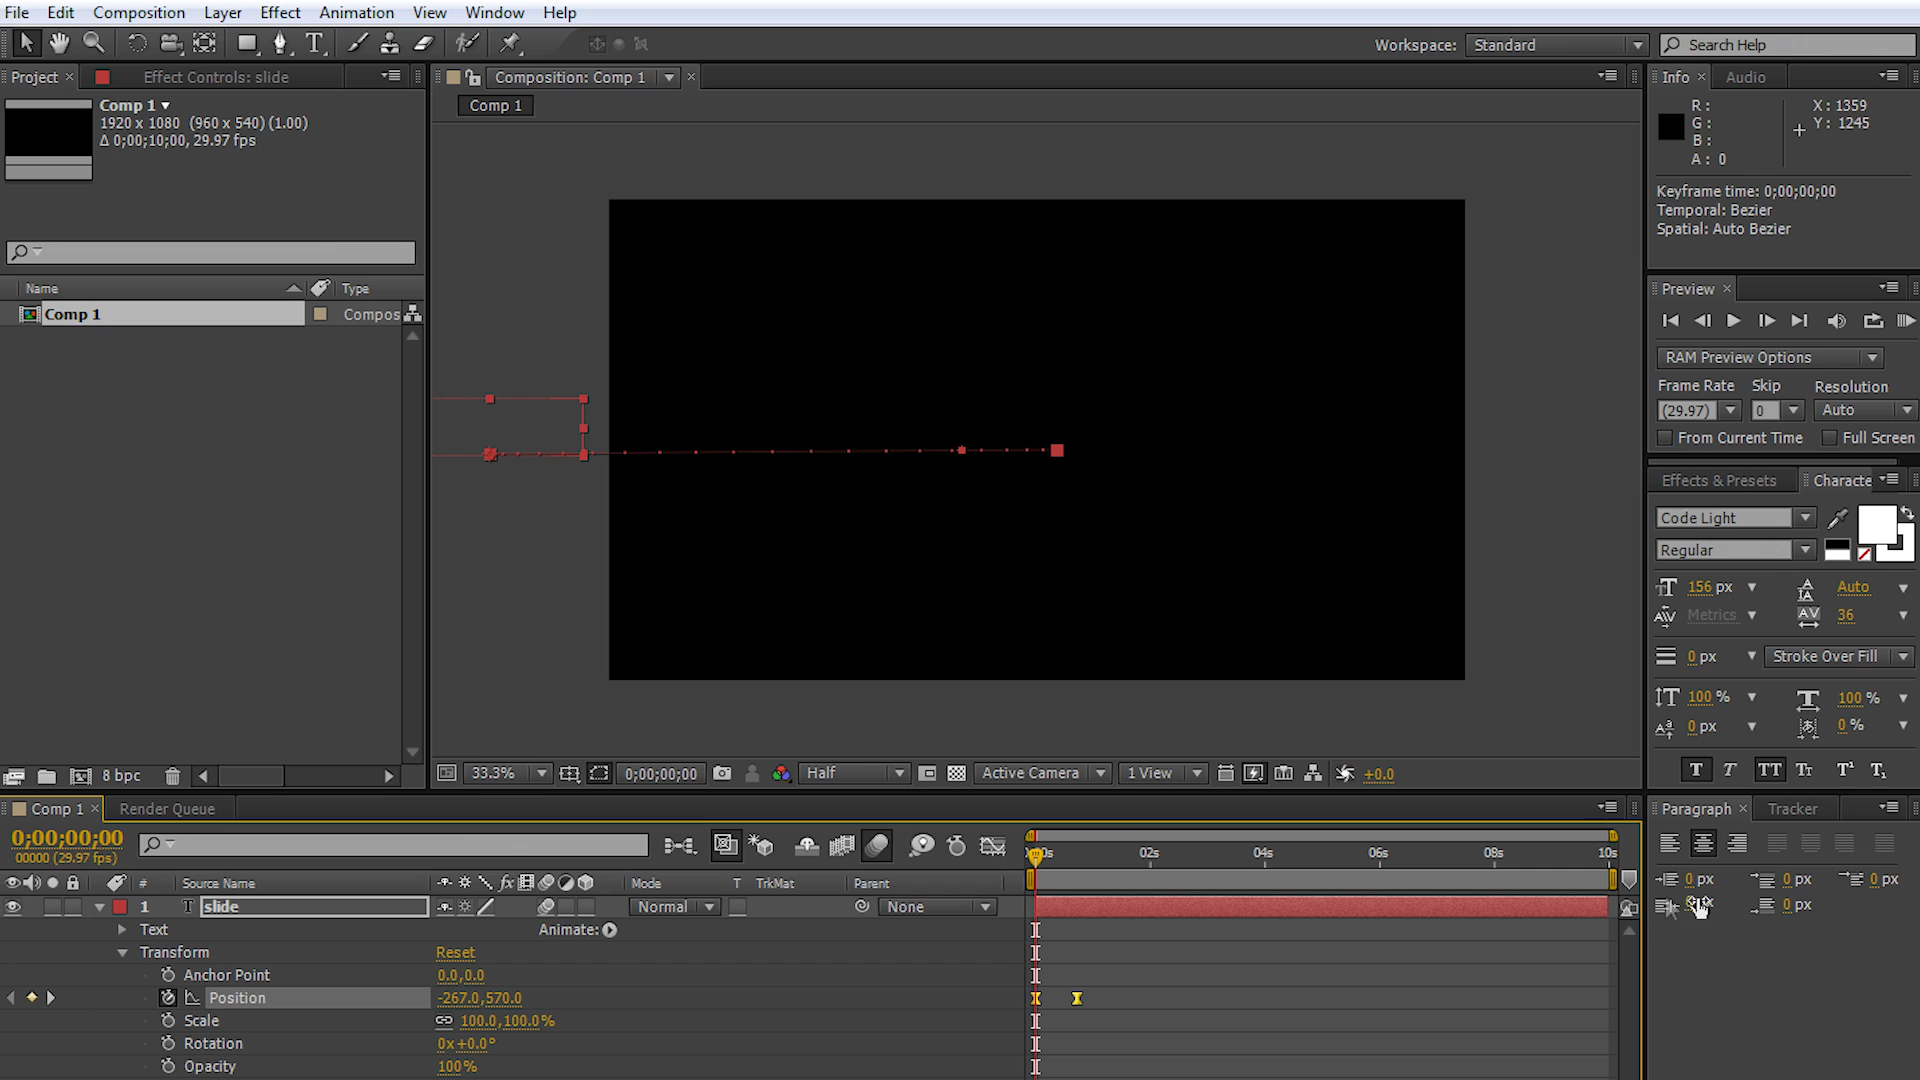 File Edit Composition Layer Effect Animation View Window Help
Workspace: Standard Search Help
Project Effect Controls: slide
Comp 1
1920 x 1080 (960 x 540) (1.00)
Δ 0;00;10;00, 29.97 fps
Name Type
Comp 1 Compos
8 bpc
Composition: Comp 1
Comp 1
33.3% 0;00;00;00 Half Active Camera 1 View +0.0
Info Audio
R: X: 1359
G: Y: 1245
B:
A: 0
Keyframe time: 0;00;00;00
Temporal: Bezier
Spatial: Auto Bezier
Preview
RAM Preview Options
Frame Rate Skip Resolution
(29.97) 0 Auto
From Current Time Full Screen
Effects & Presets Characte
Code Light
Regular
156 px Auto
Metrics 36
0 px Stroke Over Fill
100 % 100 %
0 px 0 %
T T TT Tт T¹ T₁
Comp 1 Render Queue
0;00;00;00
00000 (29.97 fps)
02s 04s 06s 08s 10s
# Source Name fx Mode T TrkMat Parent
1 T slide Normal None
Text Animate:
Transform Reset
Anchor Point 0.0,0.0
Position -267.0,570.0
Scale 100.0,100.0%
Rotation 0x+0.0°
Opacity 100%
Paragraph Tracker
0 px 0 px 0 px
0 px